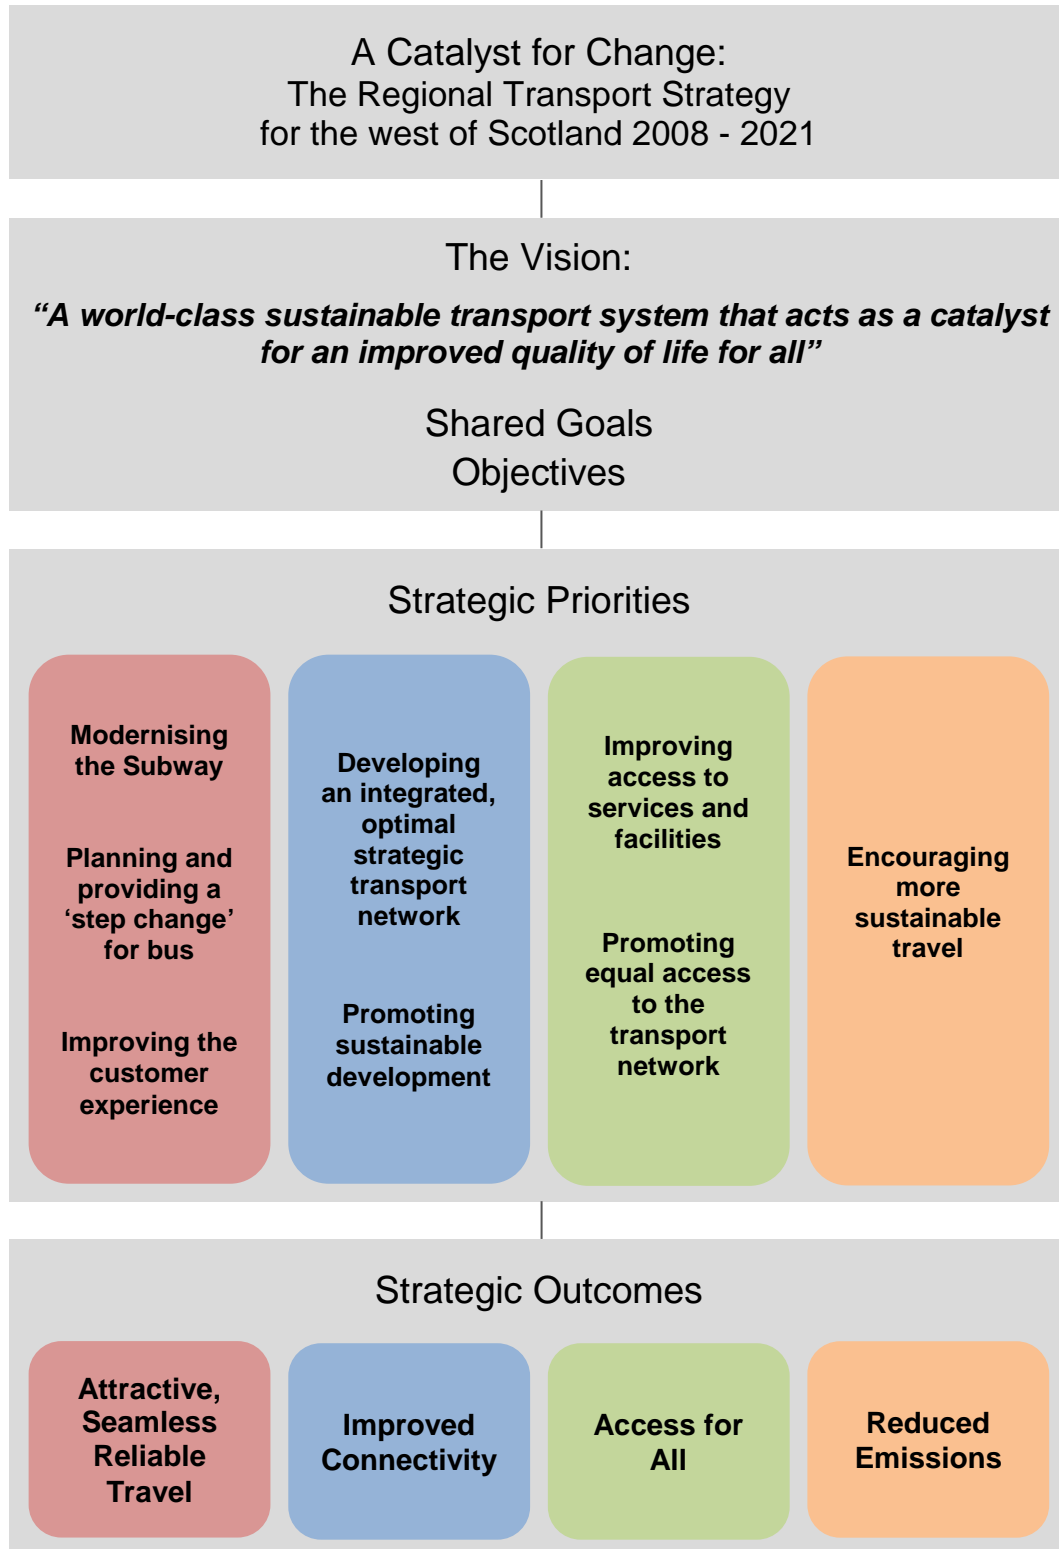 A Catalyst for Change:
The Regional Transport Strategy
for the west of Scotland 2008 - 2021
The Vision:
“A world-class sustainable transport system that acts as a catalyst
for an improved quality of life for all”
Shared Goals
Objectives
Strategic Priorities
Modernising
the Subway
Planning and
providing a
‘step change’
for bus
Improving the
customer
experience
Developing
an integrated,
optimal
strategic
transport
network
Promoting
sustainable
development
Improving
access to
services and
facilities
Promoting
equal access
to the
transport
network
Encouraging
more
sustainable
travel
Strategic Outcomes
Attractive,
Seamless
Reliable
Travel
Improved
Connectivity
Access for
All
Reduced
Emissions